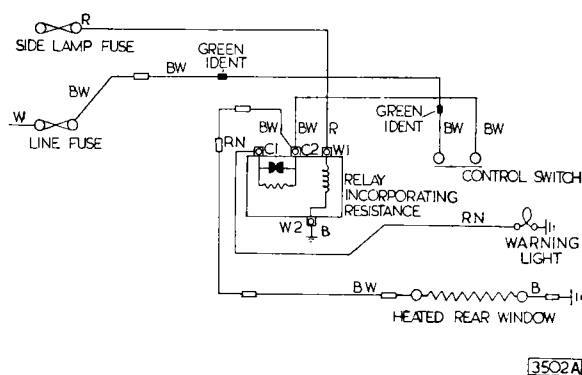 R
SIDE LAMP FUSE
GREEN
IDENT
BW
BW
W
LINE FUSE
GREEN
IDENT
BW
BW
BW
BW
R
RN
C1
C2
W1
CONTROL SWITCH
RELAY
INCORPORATING
RESISTANCE
W2
B
RN
WARNING
LIGHT
BW
B
HEATED REAR WINDOW
3502A